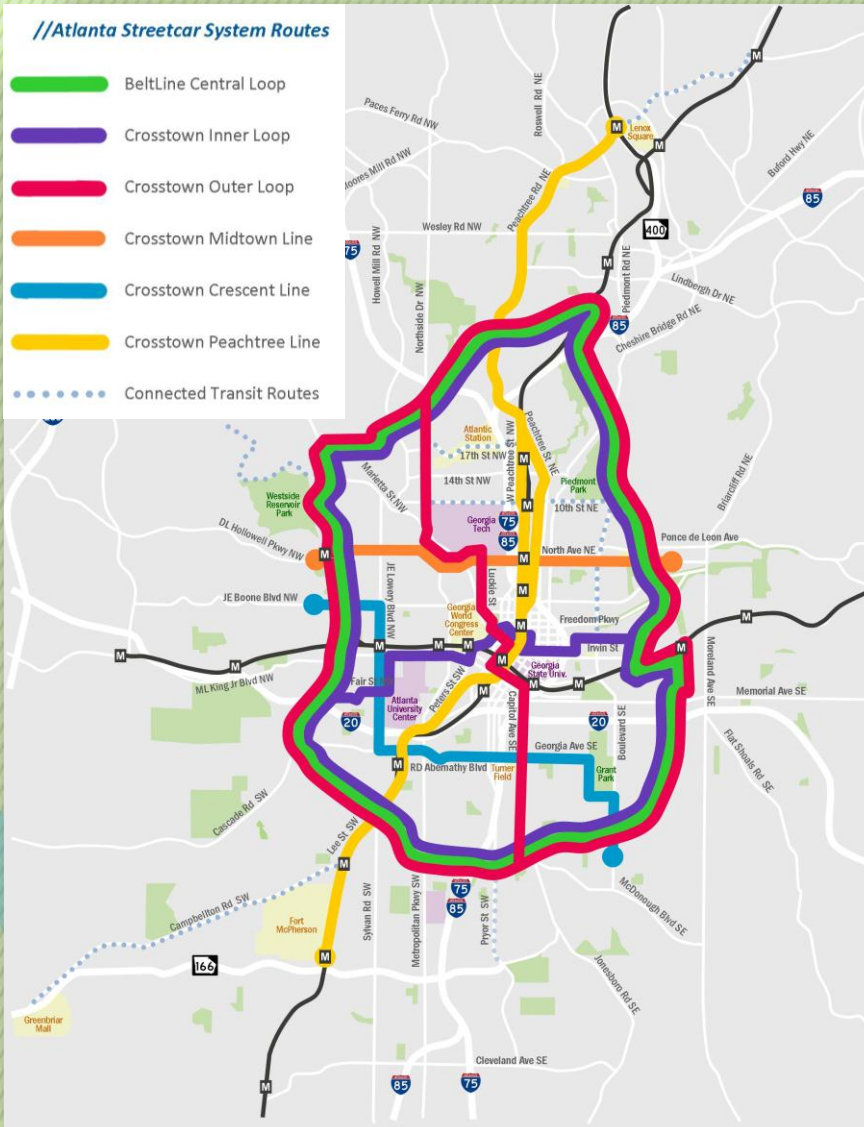 //Atlanta Streetcar System Routes
BeltLine Central Loop
Crosstown Inner Loop
Crosstown Outer Loop
Crosstown Midtown Line
Crosstown Crescent Line
Crosstown Peachtree Line
Connected Transit Routes
M
Paces Ferry Rd NW
Roswell Rd NE
M
Lenox
Square
M
Buford Hwy NE
Moores Mill Rd NW
85
Peachtree Rd NE
Wesley Rd NW
400
75
Howell Mill Rd NW
M
Piedmont Rd NE
Lindbergh Dr NE
Northside Dr NW
85
Cheshire Bridge Rd NE
Atlantic
Station
W Peachtree St NW
Peachtree St NE
17th St NW
M
Marietta St NW
14th St NW
Piedmont
Park
Briarcliff Rd NE
Westside
Reservoir
Park
M
10th St NE
Georgia
Tech
75
85
DL Hollowell Pkwy NW
M
North Ave NE
M
Ponce de Leon Ave
JE Lowery Blvd NW
Luckie St
M
JE Boone Blvd NW
Georgia
World
Congress
Center
Freedom Pkwy
M
M
M
M
M
Irwin St
M
M
M
M
Georgia
State Univ.
M
M
Moreland Ave SE
ML King Jr Blvd NW
Fair St
Peters St SW
M
Memorial Ave SE
Atlanta
University
Center
20
Capitol Ave SE
20
Boulevard SE
Georgia Ave SE
Flat Shoals Rd SE
M
RD Abernathy Blvd
Turner
Field
Grant
Park
Cascade Rd SW
Lee St SW
M
75
85
McDonough Blvd SE
Campbellton Rd SW
Sylvan Rd SW
Metropolitan Pkwy SW
Pryor St SW
Fort
McPherson
M
166
Jonesboro Rd SE
Greenbriar
Mall
Cleveland Ave SE
M
85
75